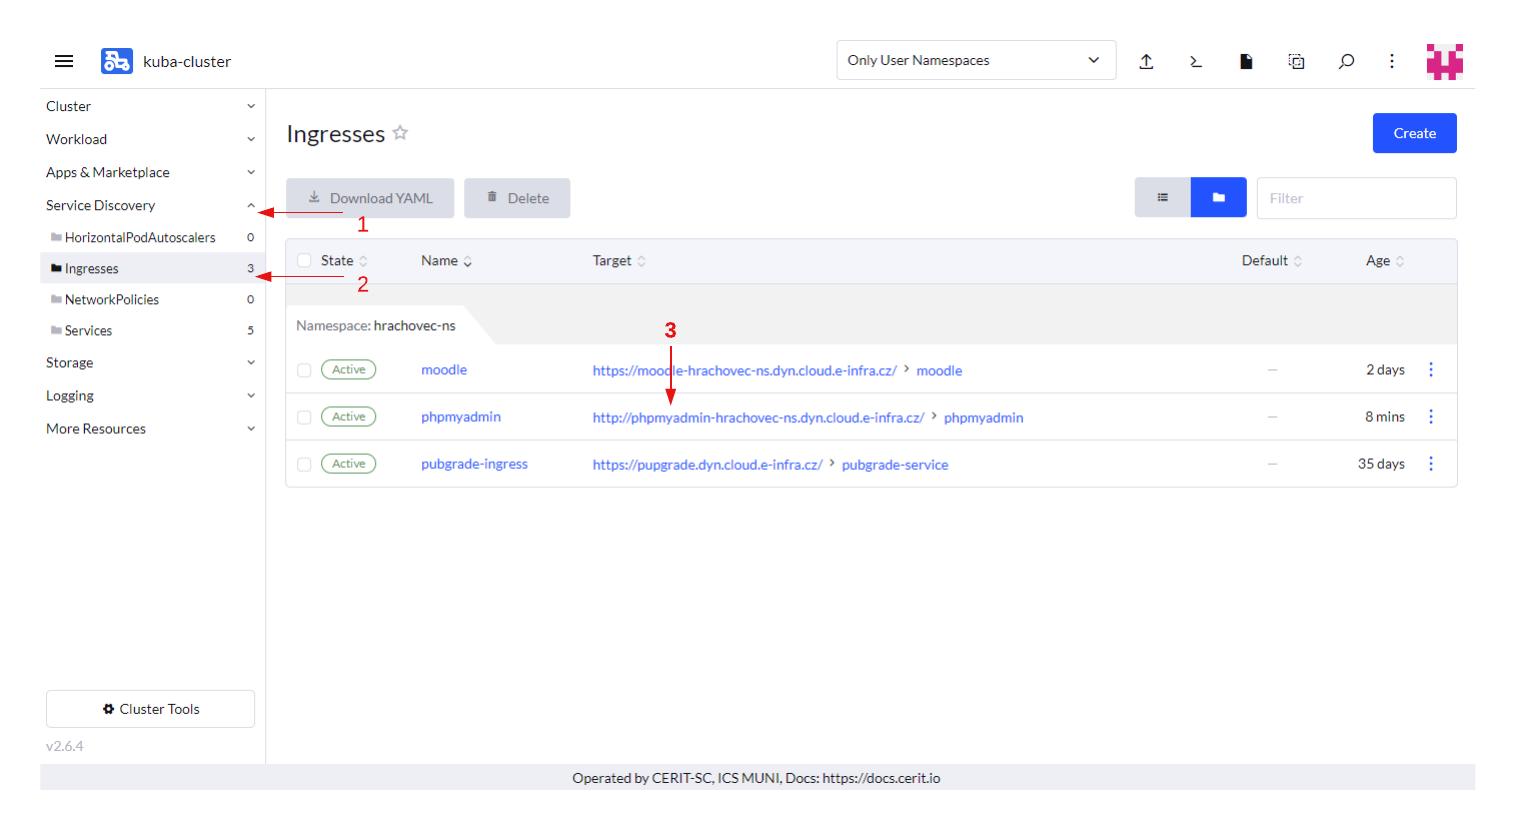 kuba-cluster
Only User Namespaces
Cluster
Workload
Apps & Marketplace
Service Discovery
HorizontalPodAutoscalers 0
Ingresses 3
NetworkPolicies 0
Services 5
Storage
Logging
More Resources
Cluster Tools
v2.6.4
1
2
Ingresses
Create
Download YAML
Delete
Filter
State Name Target Default Age
Namespace: hrachovec-ns
3
Active moodle https://moodle-hrachovec-ns.dyn.cloud.e-infra.cz/ > moodle — 2 days
Active phpmyadmin http://phpmyadmin-hrachovec-ns.dyn.cloud.e-infra.cz/ > phpmyadmin — 8 mins
Active pubgrade-ingress https://pupgrade.dyn.cloud.e-infra.cz/ > pubgrade-service — 35 days
Operated by CERIT-SC, ICS MUNI, Docs: https://docs.cerit.io